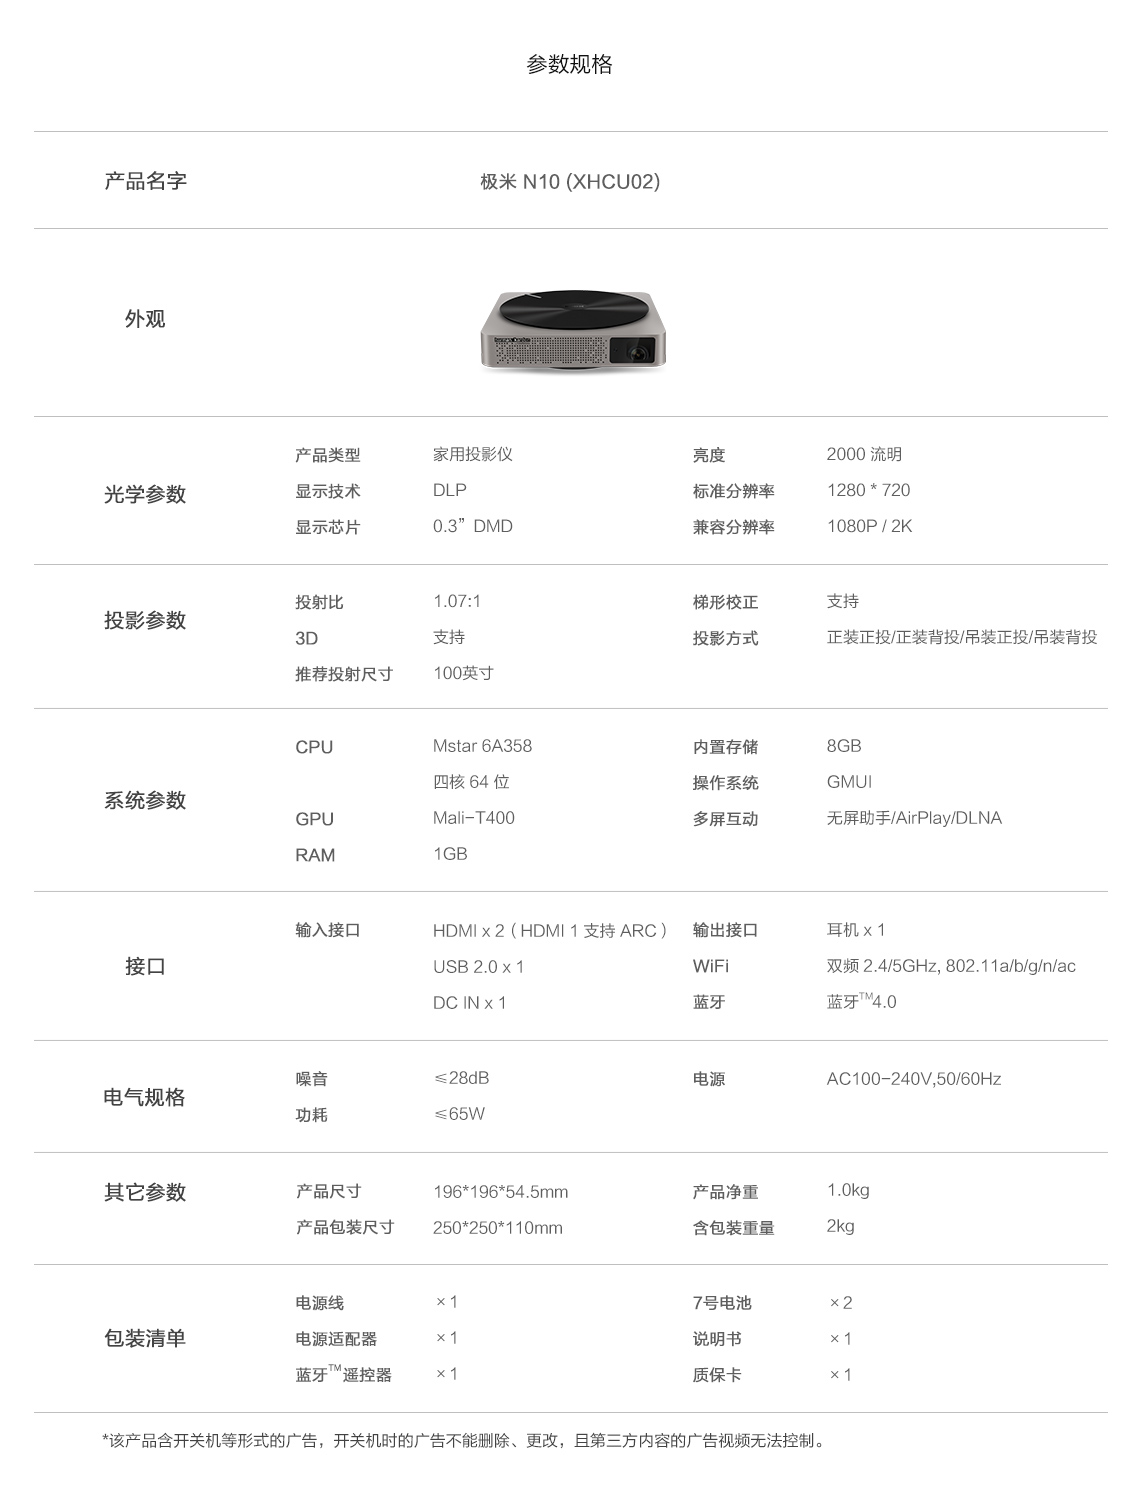 参数规格
产品名字
极米 N10 (XHCU02)
外观
光学参数
产品类型 家用投影仪 亮度 2000 流明
显示技术 DLP 标准分辨率 1280 * 720
显示芯片 0.3” DMD 兼容分辨率 1080P / 2K
投影参数
投射比 1.07:1 梯形校正 支持
3D 支持 投影方式 正装正投/正装背投/吊装正投/吊装背投
推荐投射尺寸 100英寸
系统参数
CPU Mstar 6A358 内置存储 8GB
四核 64 位 操作系统 GMUI
GPU Mali-T400 多屏互动 无屏助手/AirPlay/DLNA
RAM 1GB
接口
输入接口 HDMI x 2 ( HDMI 1 支持 ARC ) 输出接口 耳机 x 1
USB 2.0 x 1 WiFi 双频 2.4/5GHz, 802.11a/b/g/n/ac
DC IN x 1 蓝牙 蓝牙™4.0
电气规格
噪音 ≤28dB 电源 AC100-240V,50/60Hz
功耗 ≤65W
其它参数
产品尺寸 196*196*54.5mm 产品净重 1.0kg
产品包装尺寸 250*250*110mm 含包装重量 2kg
包装清单
电源线 × 1 7号电池 × 2
电源适配器 × 1 说明书 × 1
蓝牙™遥控器 × 1 质保卡 × 1
*该产品含开关机等形式的广告，开关机时的广告不能删除、更改，且第三方内容的广告视频无法控制。